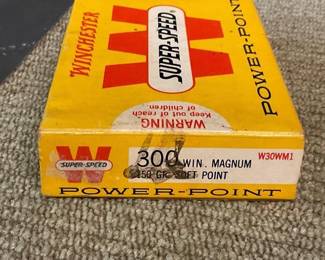 WINCHESTER
W
SUPER-SPEED
POWER-POINT
WARNING
Keep out of reach
of children.
W
SUPER-SPEED
300 WIN. MAGNUM
W30WM1
150 GR. SOFT POINT
POWER-POINT